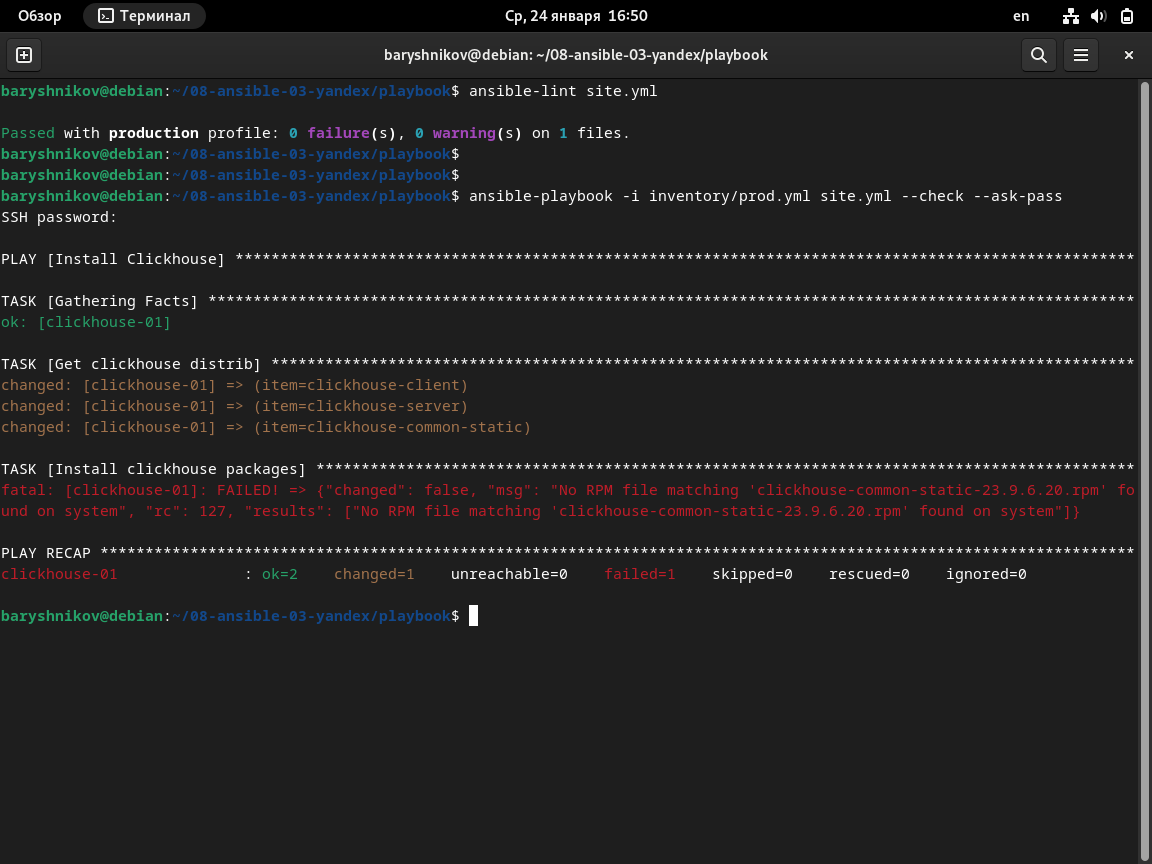 Обзор Терминал Ср, 24 января 16:50 en
baryshnikov@debian: ~/08-ansible-03-yandex/playbook
baryshnikov@debian:~/08-ansible-03-yandex/playbook$ ansible-lint site.yml
Passed with production profile: 0 failure(s), 0 warning(s) on 1 files.
baryshnikov@debian:~/08-ansible-03-yandex/playbook$
baryshnikov@debian:~/08-ansible-03-yandex/playbook$
baryshnikov@debian:~/08-ansible-03-yandex/playbook$ ansible-playbook -i inventory/prod.yml site.yml --check --ask-pass
SSH password:
PLAY [Install Clickhouse] ****************************************************************************************************
TASK [Gathering Facts] *******************************************************************************************************
ok: [clickhouse-01]
TASK [Get clickhouse distrib] ************************************************************************************************
changed: [clickhouse-01] => (item=clickhouse-client)
changed: [clickhouse-01] => (item=clickhouse-server)
changed: [clickhouse-01] => (item=clickhouse-common-static)
TASK [Install clickhouse packages] *******************************************************************************************
fatal: [clickhouse-01]: FAILED! => {"changed": false, "msg": "No RPM file matching 'clickhouse-common-static-23.9.6.20.rpm' fo
und on system", "rc": 127, "results": ["No RPM file matching 'clickhouse-common-static-23.9.6.20.rpm' found on system"]}
PLAY RECAP *******************************************************************************************************************
clickhouse-01              : ok=2    changed=1    unreachable=0    failed=1    skipped=0    rescued=0    ignored=0
baryshnikov@debian:~/08-ansible-03-yandex/playbook$